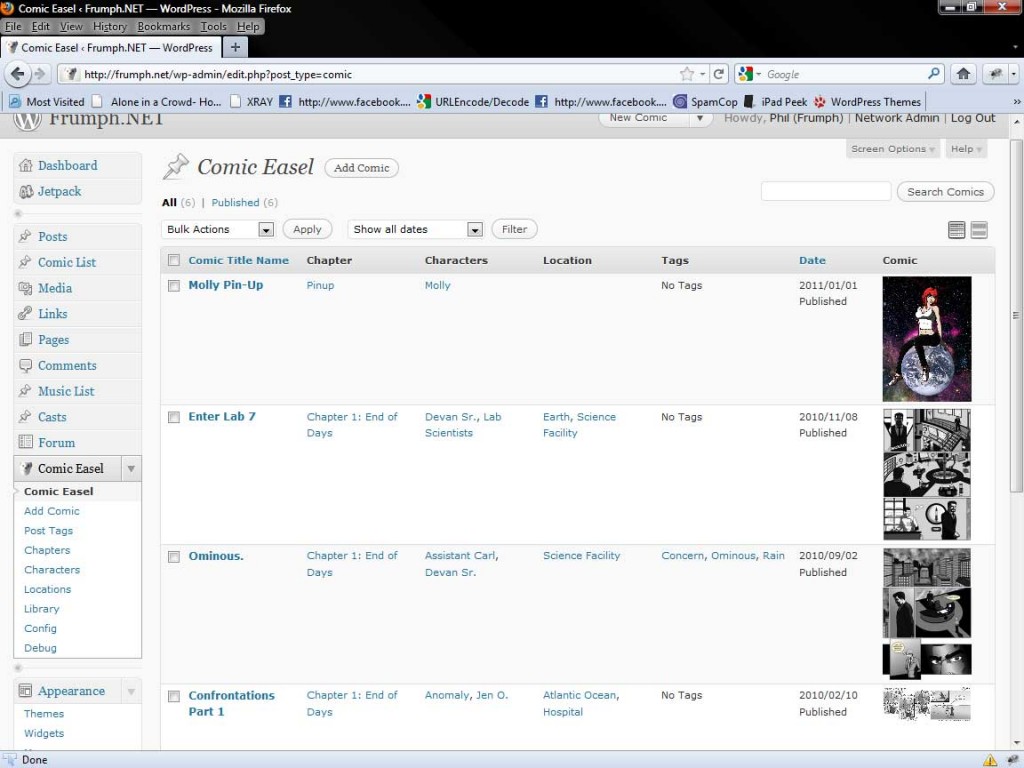 Comic Easel ‹ Frumph.NET — WordPress - Mozilla Firefox
File Edit View History Bookmarks Tools Help
Comic Easel ‹ Frumph.NET — WordPress +
http://frumph.net/wp-admin/edit.php?post_type=comic
Google
Most Visited Alone in a Crowd- Ho... XRAY http://www.facebook.... URLEncode/Decode http://www.facebook.... SpamCop iPad Peek WordPress Themes »
Frumph.NET New Comic Howdy, Phil (Frumph) | Network Admin | Log Out
Screen Options Help
Dashboard
Jetpack
Posts
Comic List
Media
Links
Pages
Comments
Music List
Casts
Forum
Comic Easel
Comic Easel
Add Comic
Post Tags
Chapters
Characters
Locations
Library
Config
Debug
Appearance
Themes
Widgets
Comic Easel Add Comic
All (6) | Published (6)
Search Comics
Bulk Actions Apply Show all dates Filter
Comic Title Name Chapter Characters Location Tags Date Comic
Molly Pin-Up Pinup Molly No Tags 2011/01/01
Published
Enter Lab 7 Chapter 1: End of Devan Sr., Lab Earth, Science No Tags 2010/11/08
Days Scientists Facility Published
Ominous. Chapter 1: End of Assistant Carl, Science Facility Concern, Ominous, Rain 2010/09/02
Days Devan Sr. Published
Confrontations Chapter 1: End of Anomaly, Jen O. Atlantic Ocean, No Tags 2010/02/10
Part 1 Days Hospital Published
Done